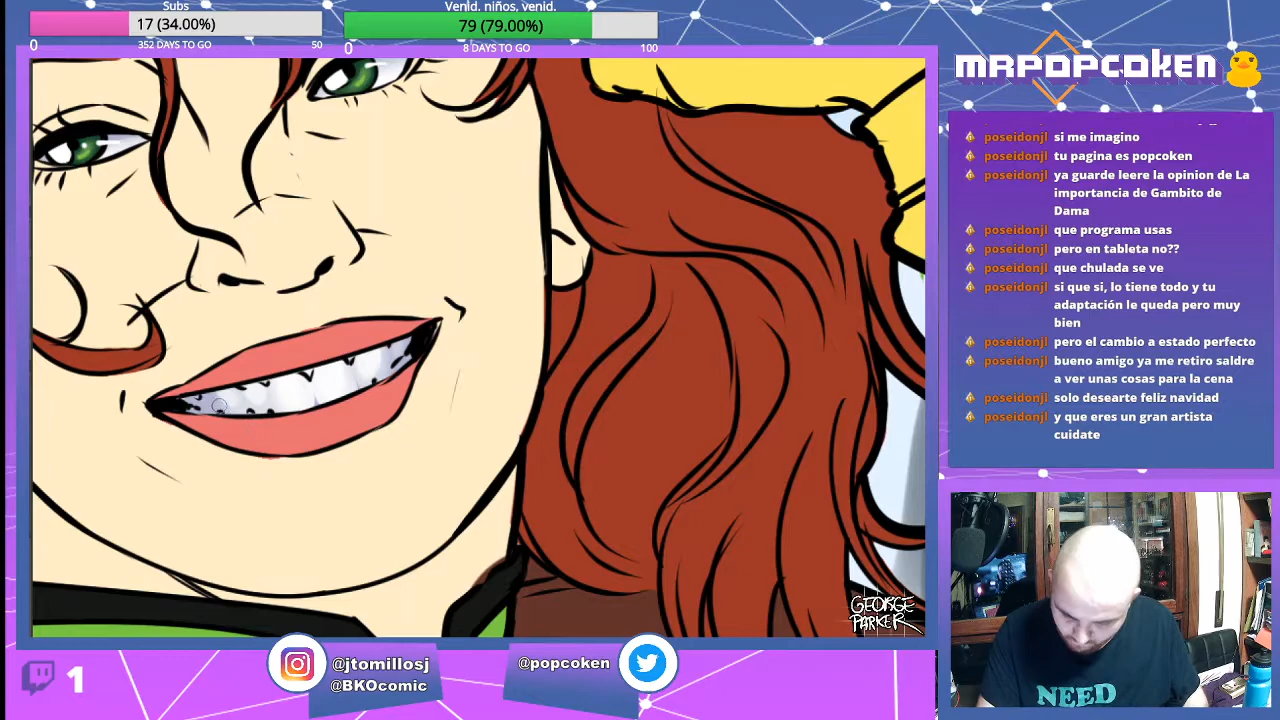 Subs
17 (34.00%)
0
352 DAYS TO GO
50
Venid. niños, venid.
79 (79.00%)
0
8 DAYS TO GO
100
MRPOPCOKEN
poseidonjl si me imagino
poseidonjl tu pagina es popcoken
poseidonjl ya guarde leere la opinion de La
importancia de Gambito de
Dama
poseidonjl que programa usas
poseidonjl pero en tableta no??
poseidonjl que chulada se ve
poseidonjl si que si, lo tiene todo y tu
adaptación le queda pero muy
bien
poseidonjl pero el cambio a estado perfecto
poseidonjl bueno amigo ya me retiro saldre
a ver unas cosas para la cena
poseidonjl solo desearte feliz navidad
poseidonjl y que eres un gran artista
cuidate
GEORGE
PARKER
1
@jtomillosj
@BKOcomic
@popcoken
NEED